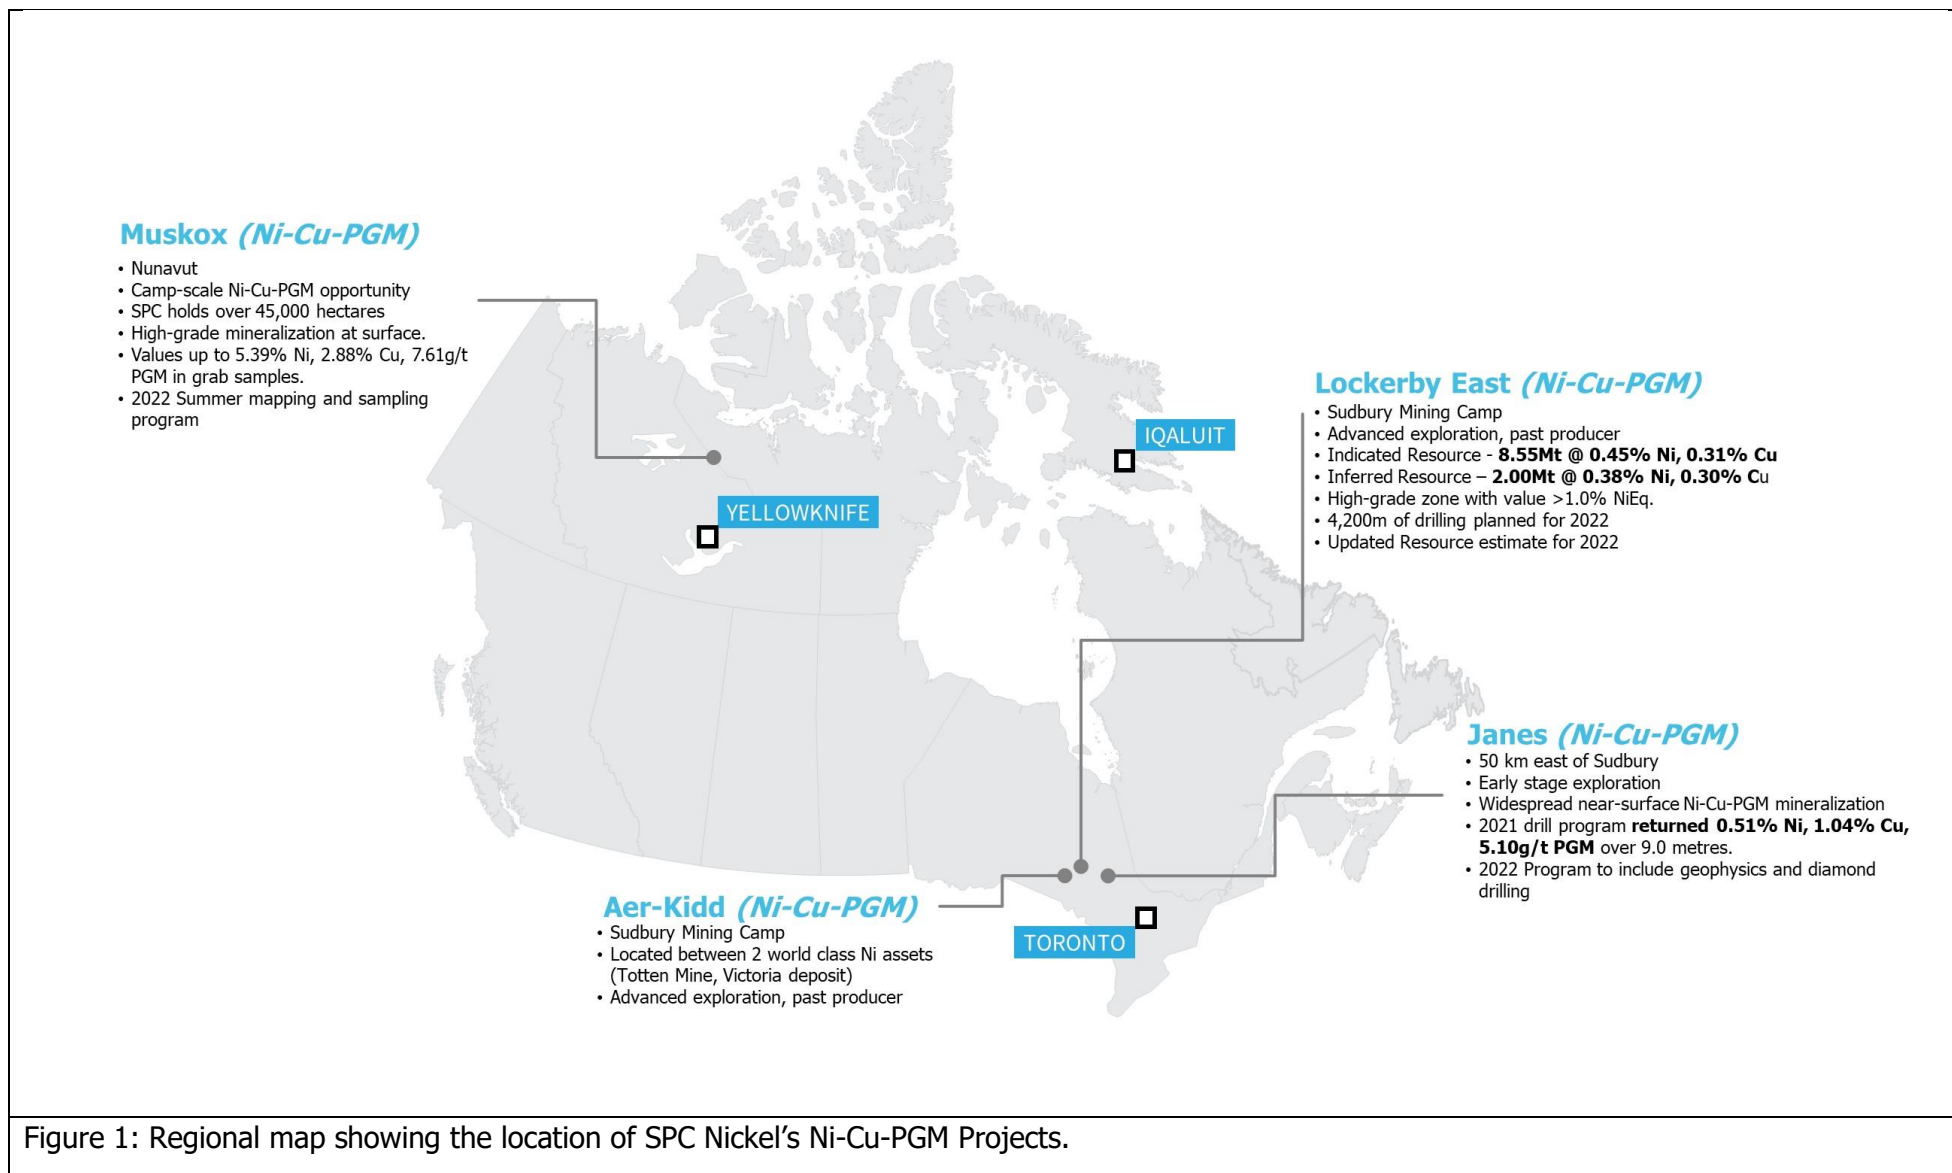 Muskox (Ni-Cu-PGM)
• Nunavut
• Camp-scale Ni-Cu-PGM opportunity
• SPC holds over 45,000 hectares
• High-grade mineralization at surface.
• Values up to 5.39% Ni, 2.88% Cu, 7.61g/t
PGM in grab samples.
• 2022 Summer mapping and sampling
program
IQALUIT
YELLOWKNIFE
Lockerby East (Ni-Cu-PGM)
• Sudbury Mining Camp
• Advanced exploration, past producer
• Indicated Resource - 8.55Mt @ 0.45% Ni, 0.31% Cu
• Inferred Resource – 2.00Mt @ 0.38% Ni, 0.30% Cu
• High-grade zone with value >1.0% NiEq.
• 4,200m of drilling planned for 2022
• Updated Resource estimate for 2022
Janes (Ni-Cu-PGM)
• 50 km east of Sudbury
• Early stage exploration
• Widespread near-surface Ni-Cu-PGM mineralization
• 2021 drill program returned 0.51% Ni, 1.04% Cu,
5.10g/t PGM over 9.0 metres.
• 2022 Program to include geophysics and diamond
drilling
Aer-Kidd (Ni-Cu-PGM)
• Sudbury Mining Camp
• Located between 2 world class Ni assets
(Totten Mine, Victoria deposit)
• Advanced exploration, past producer
TORONTO
Figure 1: Regional map showing the location of SPC Nickel’s Ni-Cu-PGM Projects.